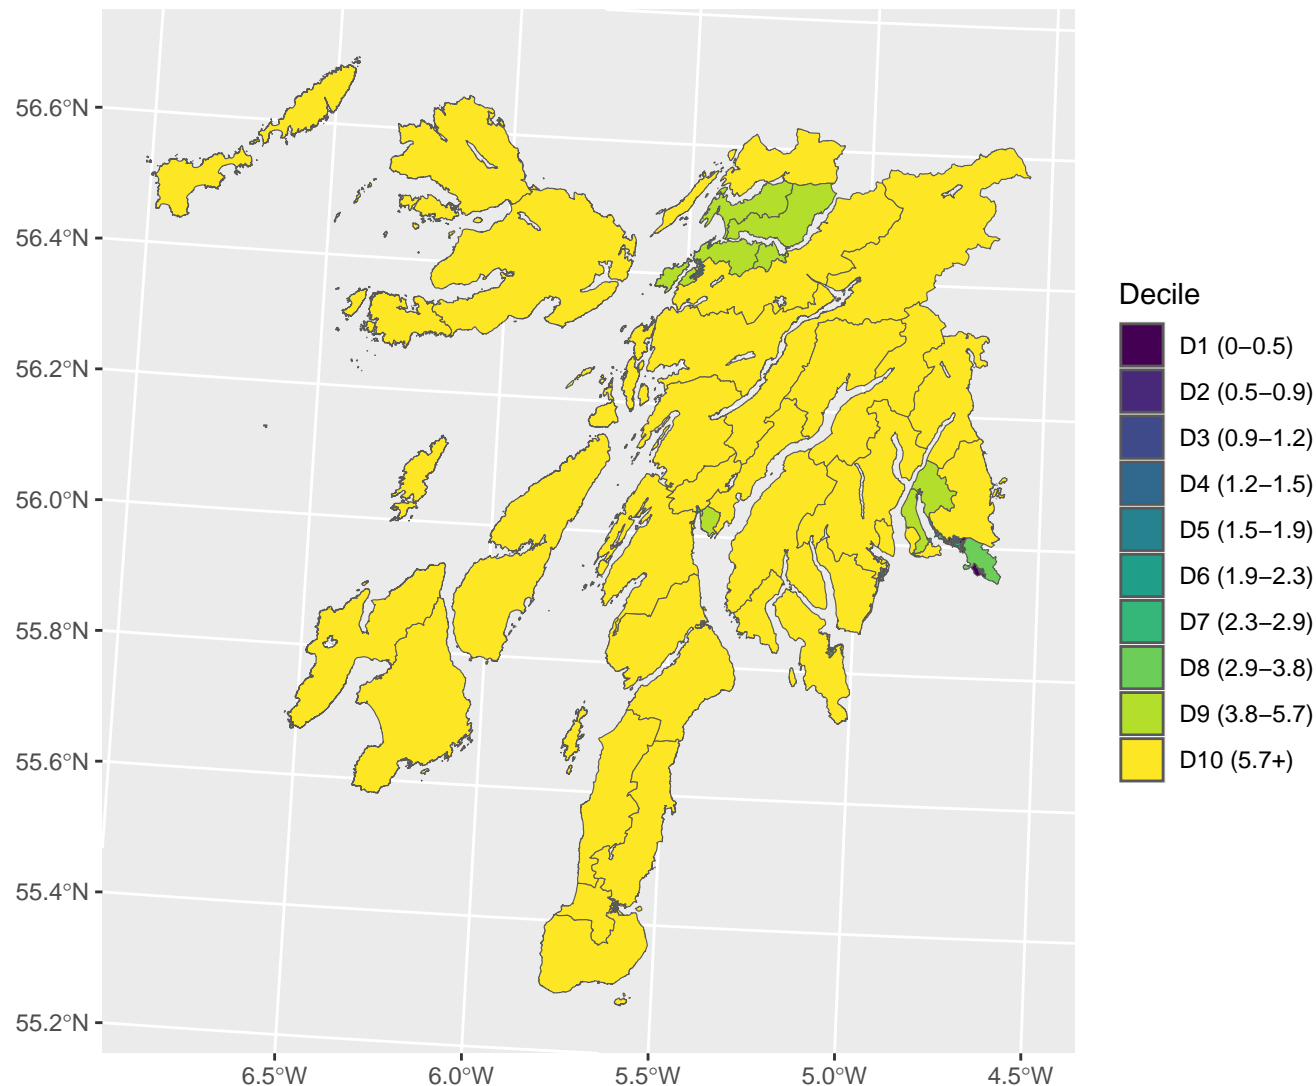 56.6°N
56.4°N
56.2°N
56.0°N
55.8°N
55.6°N
55.4°N
55.2°N
6.5°W
6.0°W
5.5°W
5.0°W
4.5°W
Decile
D1 (0–0.5)
D2 (0.5–0.9)
D3 (0.9–1.2)
D4 (1.2–1.5)
D5 (1.5–1.9)
D6 (1.9–2.3)
D7 (2.3–2.9)
D8 (2.9–3.8)
D9 (3.8–5.7)
D10 (5.7+)